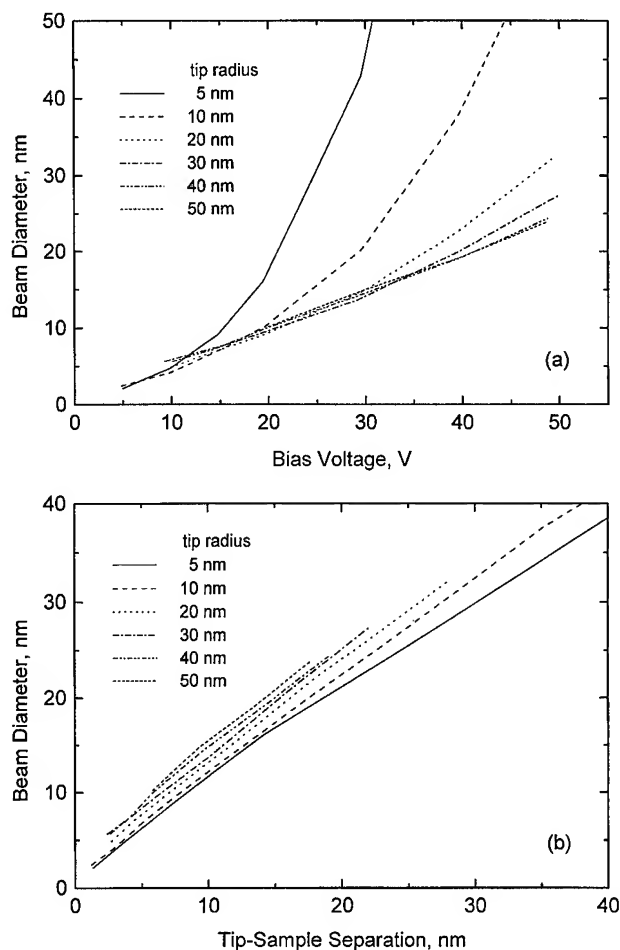 50
40
30
20
10
0
Beam Diameter, nm
tip radius
5 nm
10 nm
20 nm
30 nm
40 nm
50 nm
(a)
0 10 20 30 40 50
Bias Voltage, V
40
30
20
10
0
Beam Diameter, nm
tip radius
5 nm
10 nm
20 nm
30 nm
40 nm
50 nm
(b)
0 10 20 30 40
Tip-Sample Separation, nm